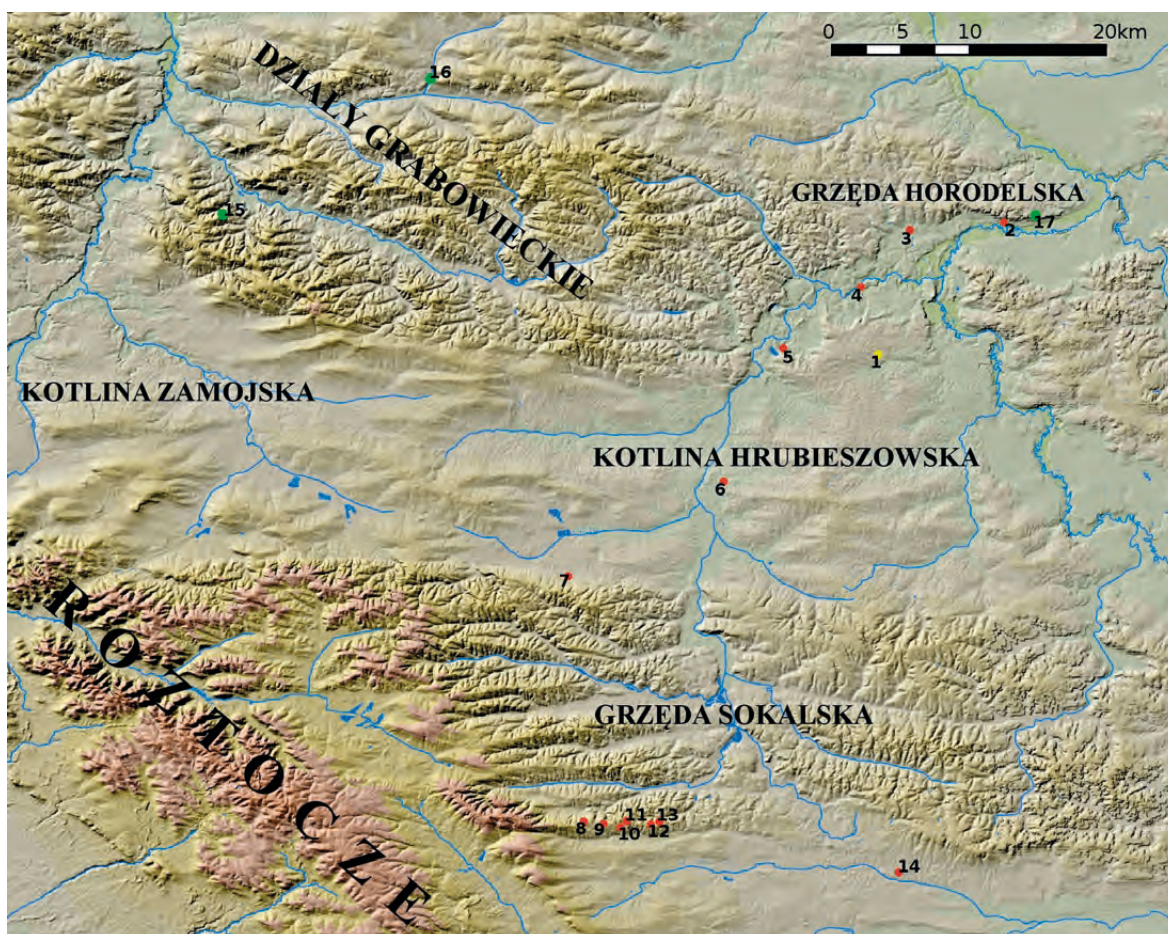 0 5 10 20km
16
DZIAŁY GRABOWIECKIE
GRZĘDA HORODELSKA
15
17
2
3
4
5
1
KOTLINA ZAMOJSKA
KOTLINA HRUBIESZOWSKA
6
7
ROZTOCZE
GRZĘDA SOKALSKA
8
9
10
11
12
13
14